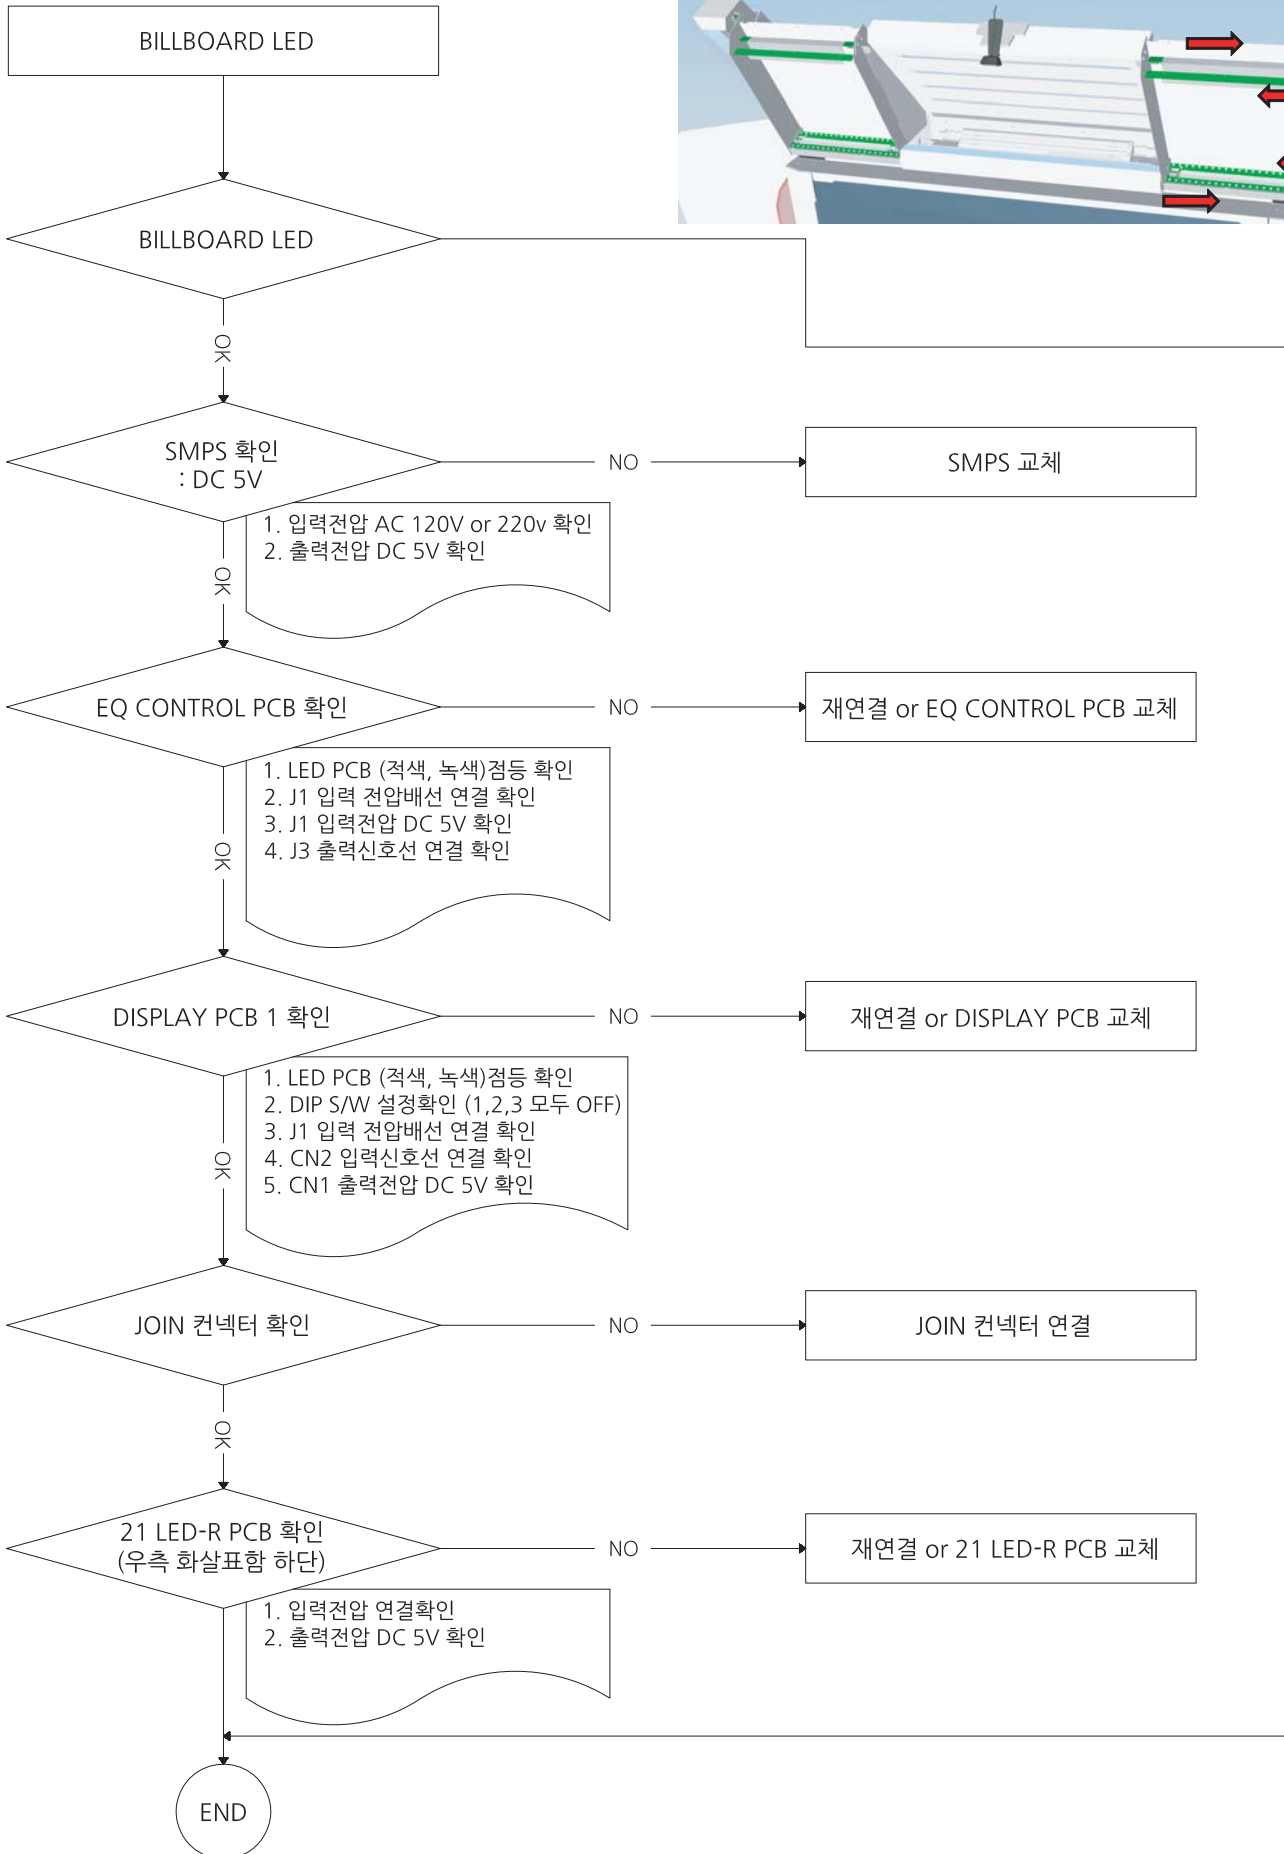 BILLBOARD LED
BILLBOARD LED
OK
SMPS 확인
: DC 5V
NO
SMPS 교체
1. 입력전압 AC 120V or 220v 확인
2. 출력전압 DC 5V 확인
OK
EQ CONTROL PCB 확인
NO
재연결 or EQ CONTROL PCB 교체
1. LED PCB (적색, 녹색)점등 확인
2. J1 입력 전압배선 연결 확인
3. J1 입력전압 DC 5V 확인
4. J3 출력신호선 연결 확인
OK
DISPLAY PCB 1 확인
NO
재연결 or DISPLAY PCB 교체
1. LED PCB (적색, 녹색)점등 확인
2. DIP S/W 설정확인 (1,2,3 모두 OFF)
3. J1 입력 전압배선 연결 확인
4. CN2 입력신호선 연결 확인
5. CN1 출력전압 DC 5V 확인
OK
JOIN 컨넥터 확인
NO
JOIN 컨넥터 연결
OK
21 LED-R PCB 확인
(우측 화살표함 하단)
NO
재연결 or 21 LED-R PCB 교체
1. 입력전압 연결확인
2. 출력전압 DC 5V 확인
END